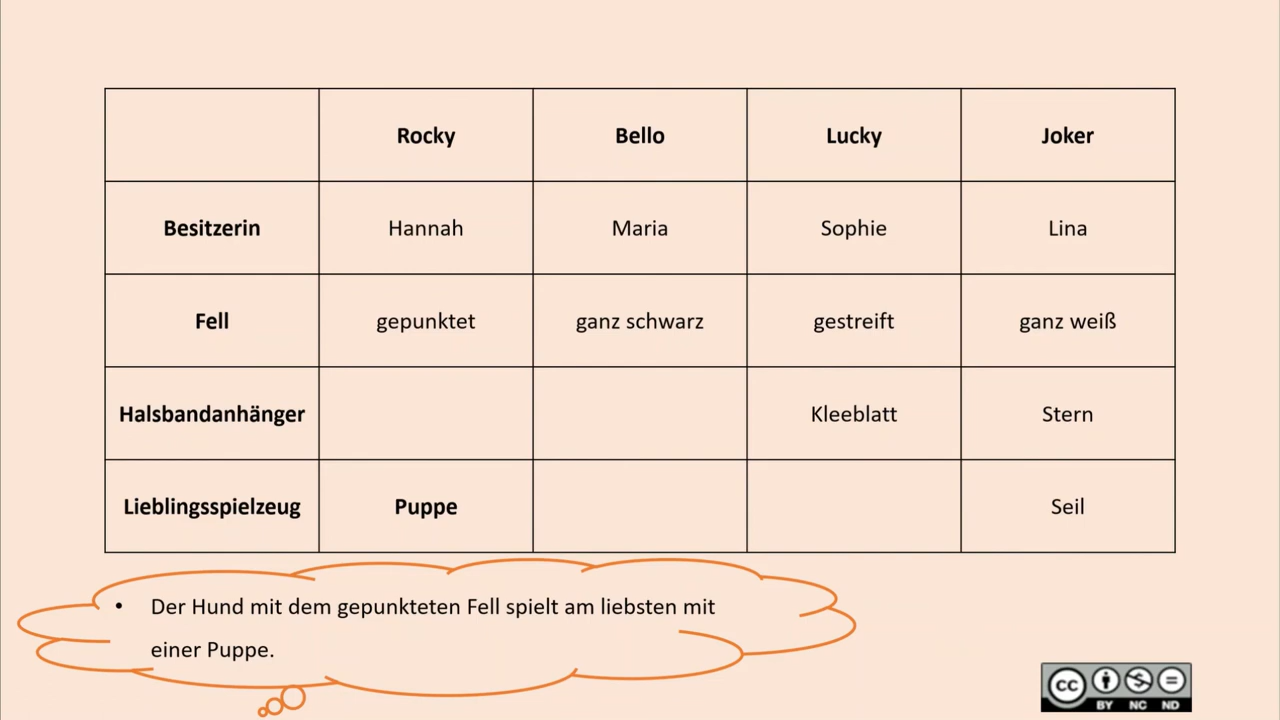 Rocky Bello Lucky Joker
Besitzerin Hannah Maria Sophie Lina
Fell gepunktet ganz schwarz gestreift ganz weiß
Halsbandanhänger Kleeblatt Stern
Lieblingsspielzeug Puppe Seil
• Der Hund mit dem gepunkteten Fell spielt am liebsten mit
einer Puppe.
CC BY NC ND